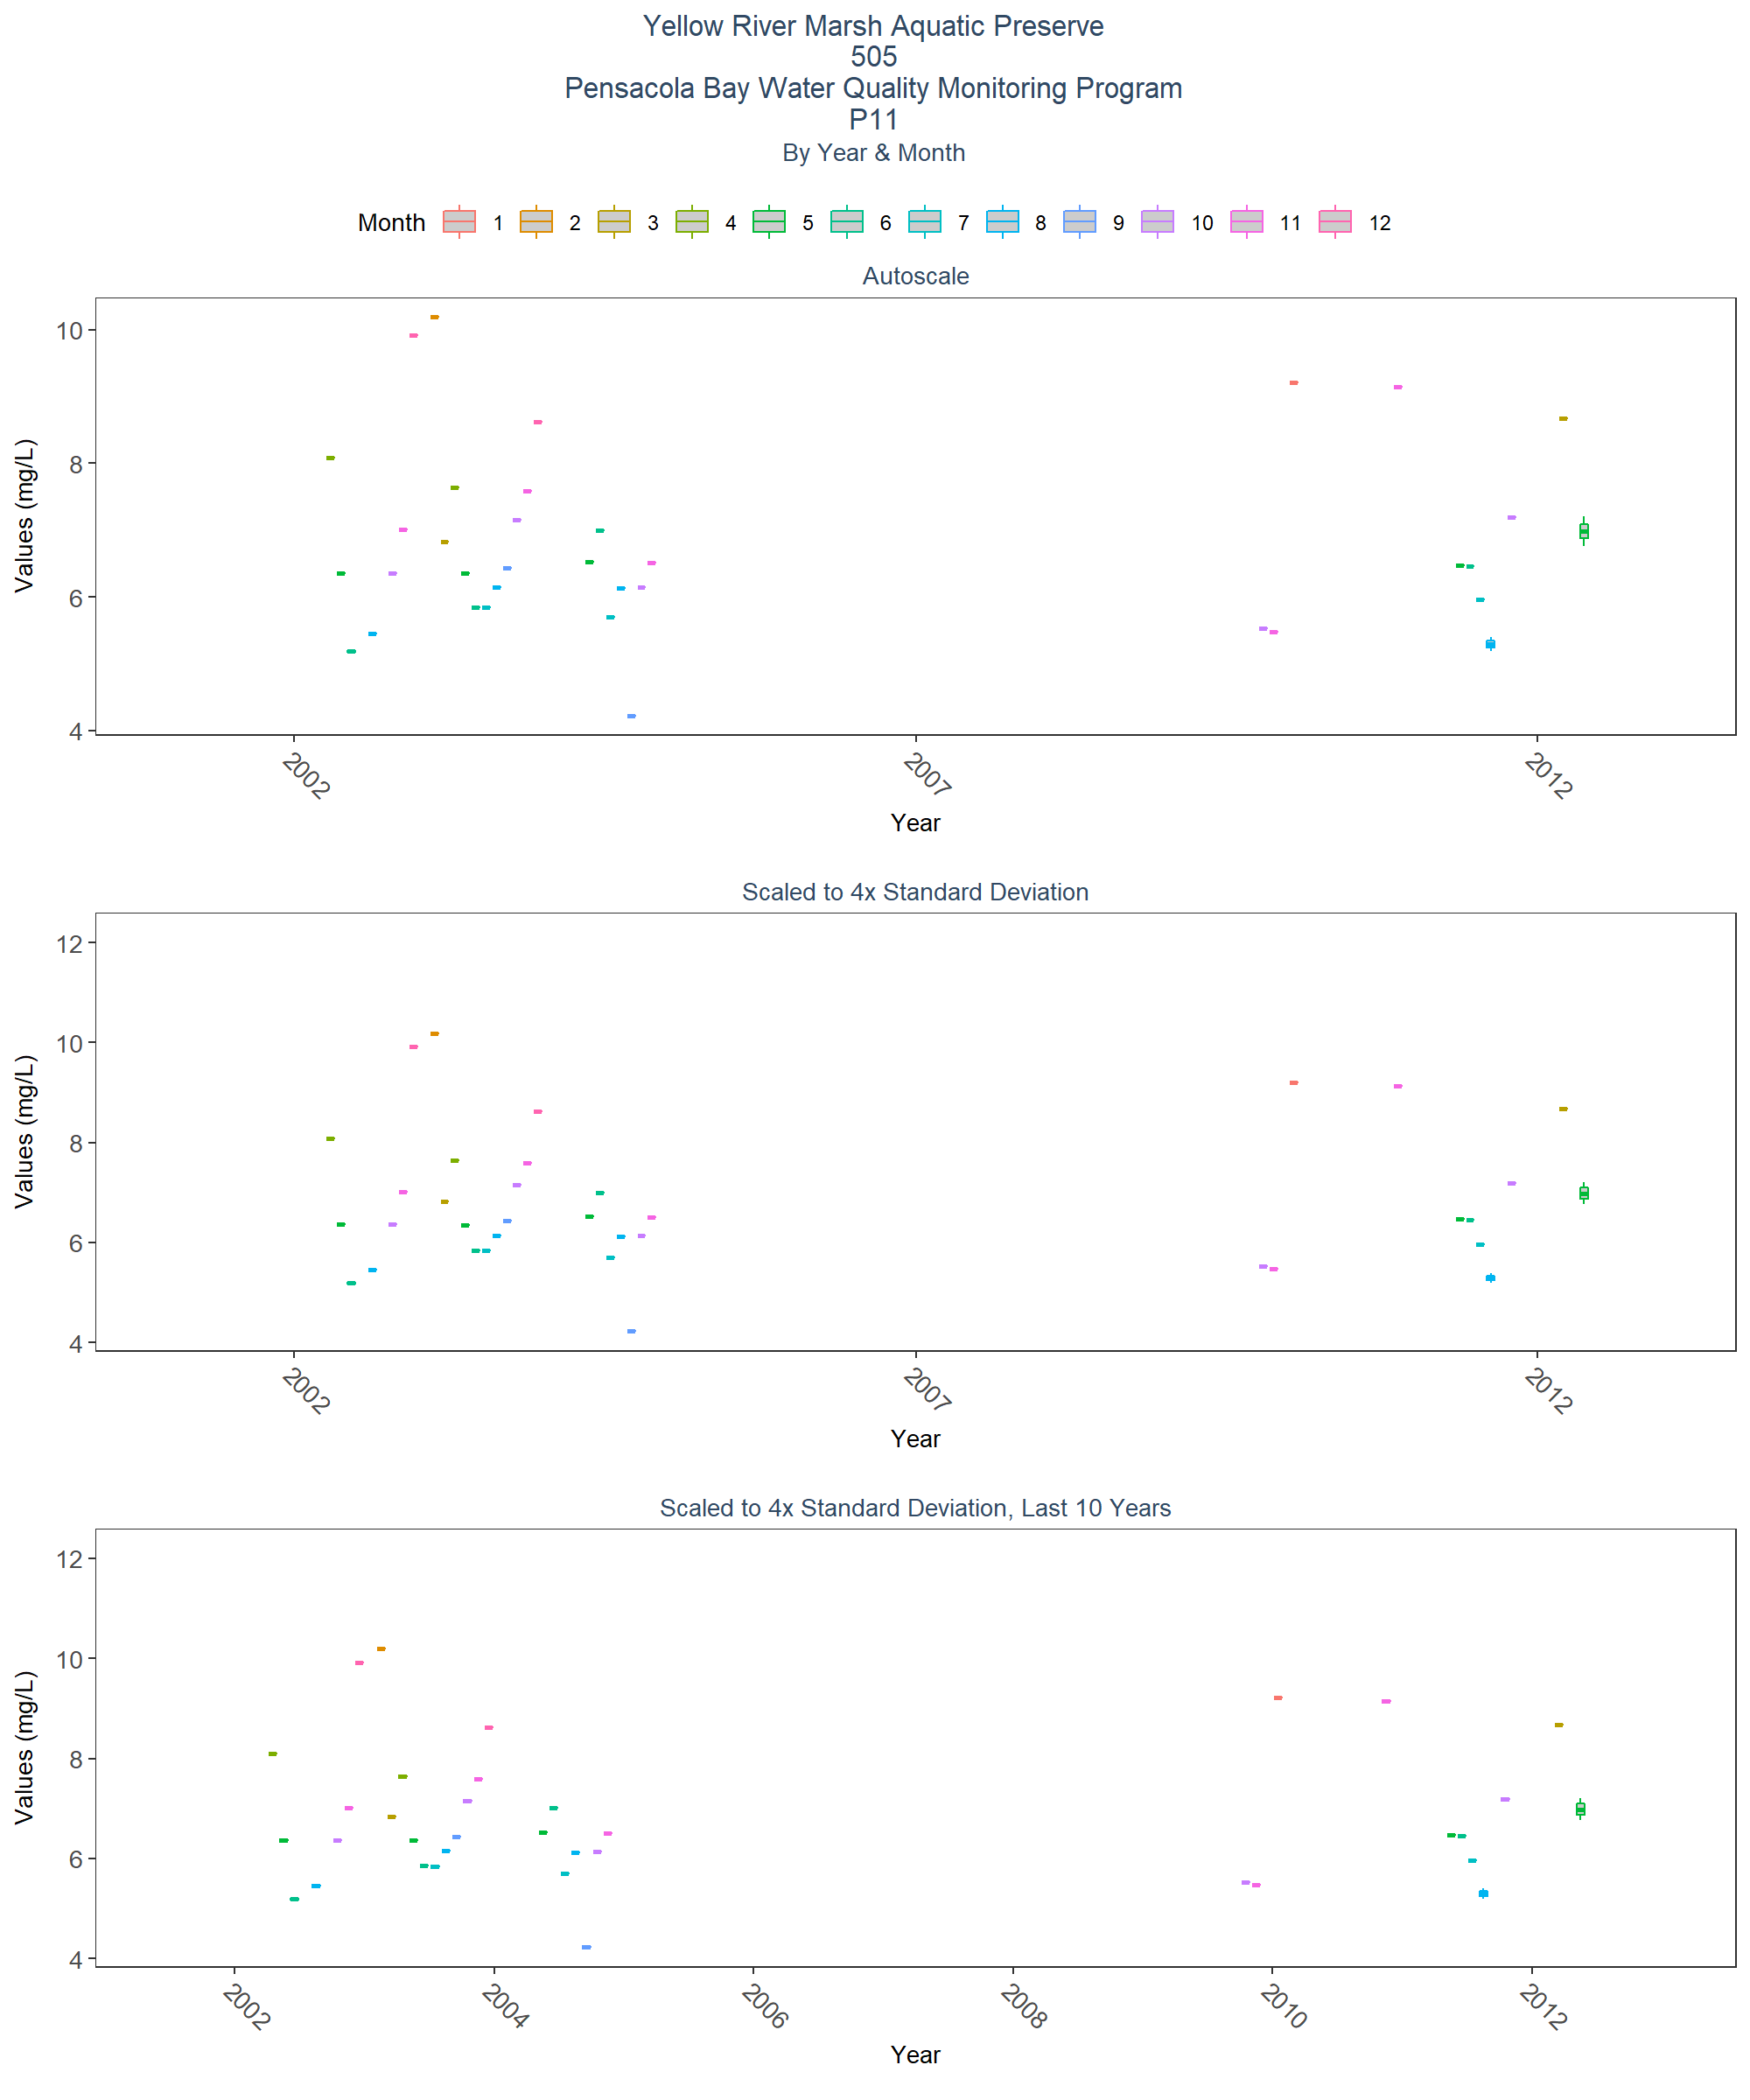 Yellow River Marsh Aquatic Preserve
505
Pensacola Bay Water Quality Monitoring Program
P11
By Year & Month
Month 1 2 3 4 5 6 7 8 9 10 11 12
Autoscale
Values (mg/L)
10
8
6
4
2002 2007 2012
Year
Scaled to 4x Standard Deviation
Values (mg/L)
12
10
8
6
4
2002 2007 2012
Year
Scaled to 4x Standard Deviation, Last 10 Years
Values (mg/L)
12
10
8
6
4
2002 2004 2006 2008 2010 2012
Year